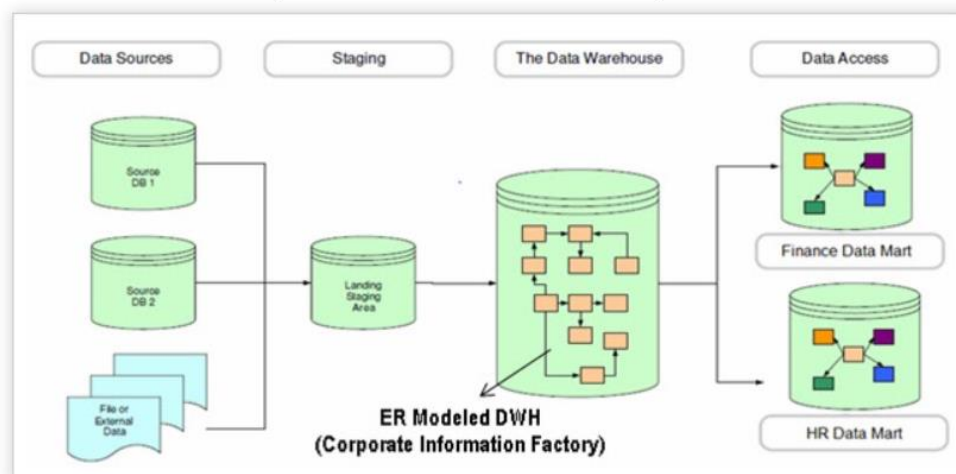 Data Sources
Staging
The Data Warehouse
Data Access
Source
DB 1
Source
DB 2
File or
External
Data
Landing
Staging
Area
ER Modeled DWH
(Corporate Information Factory)
Finance Data Mart
HR Data Mart